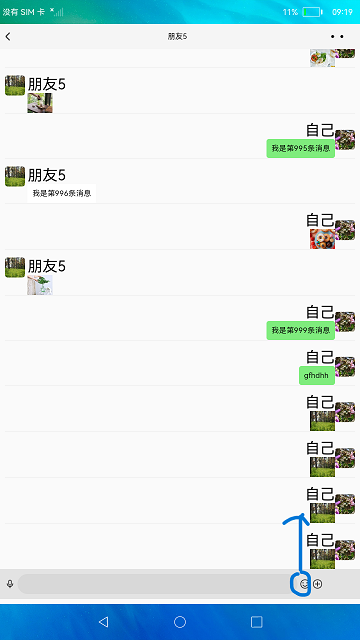 没有 SIM 卡 11% 09:19
朋友5
朋友5
自己
我是第995条消息
朋友5
我是第996条消息
自己
朋友5
自己
我是第999条消息
自己
gfhdhh
自己
自己
自己
自己